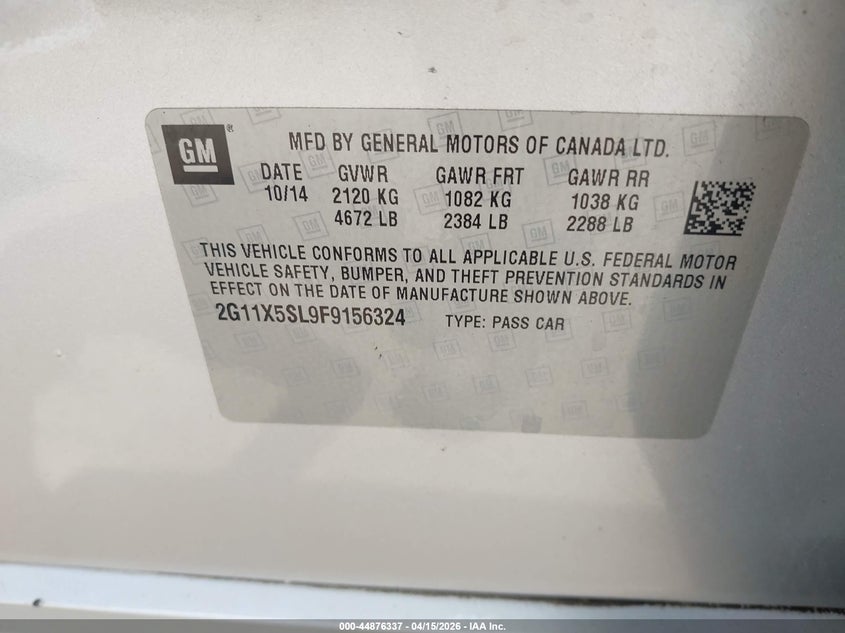 GM
MFD BY GENERAL MOTORS OF CANADA LTD.
DATE GVWR GAWR FRT GAWR RR
10/14 2120 KG 1082 KG 1038 KG
4672 LB 2384 LB 2288 LB
THIS VEHICLE CONFORMS TO ALL APPLICABLE U.S. FEDERAL MOTOR
VEHICLE SAFETY, BUMPER, AND THEFT PREVENTION STANDARDS IN
EFFECT ON THE DATE OF MANUFACTURE SHOWN ABOVE.
2G11X5SL9F9156324 TYPE: PASS CAR
000-44876337 - 04/15/2026 - IAA Inc.